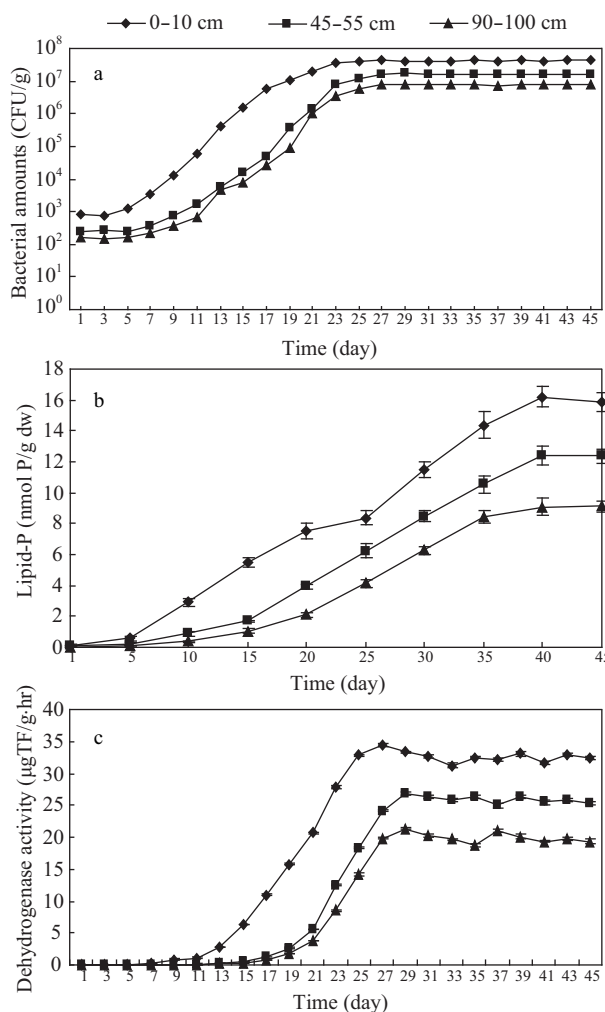 0–10 cm 45–55 cm 90–100 cm
a
Bacterial amounts (CFU/g)
10⁸
10⁷
10⁶
10⁵
10⁴
10³
10²
10¹
10⁰
1 3 5 7 9 11 13 15 17 19 21 23 25 27 29 31 33 35 37 39 41 43 45
Time (day)
b
Lipid-P (nmol P/g dw)
18
16
14
12
10
8
6
4
2
0
1 5 10 15 20 25 30 35 40 45
Time (day)
c
Dehydrogenase activity (μgTF/g·hr)
40
35
30
25
20
15
10
5
0
1 3 5 7 9 11 13 15 17 19 21 23 25 27 29 31 33 35 37 39 41 43 45
Time (day)